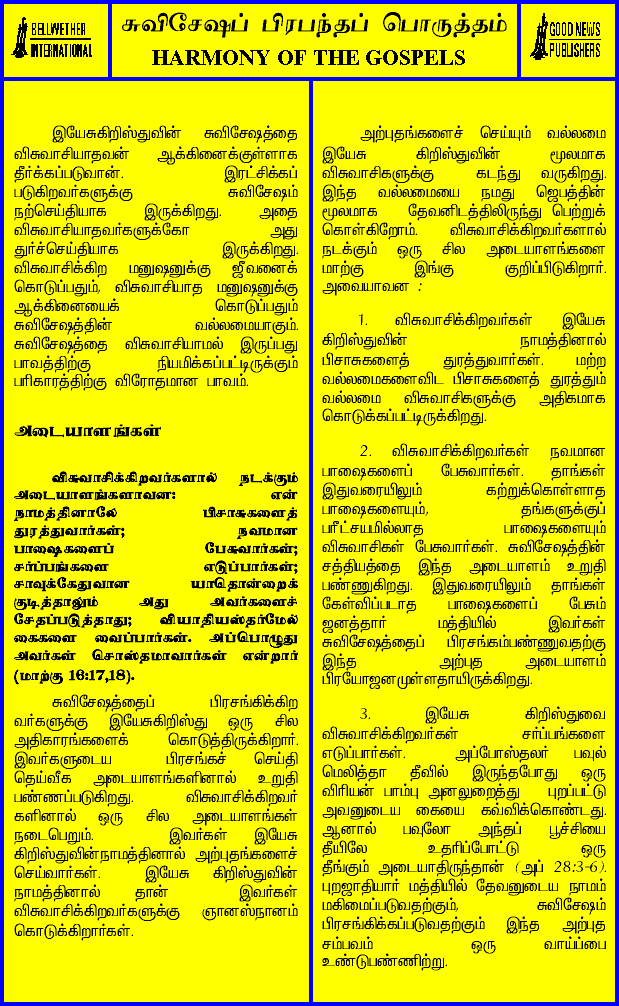 BELLWETHER
INTERNATIONAL
சுவிசேஷப் பிரபந்தப் பொருத்தம்
HARMONY OF THE GOSPELS
GOOD NEWS
PUBLISHERS
இயேசுகிறிஸ்துவின் சுவிசேஷத்தை
விசுவாசியாதவன் ஆக்கினைக்குள்ளாக
தீர்க்கப்படுவான். இரட்சிக்கப்
படுகிறவர்களுக்கு சுவிசேஷம்
நற்செய்தியாக இருக்கிறது. அதை
விசுவாசியாதவர்களுக்கோ அது
துர்ச்செய்தியாக இருக்கிறது.
விசுவாசிக்கிற மனுஷனுக்கு ஜீவனைக்
கொடுப்பதும், விசுவாசியாத மனுஷனுக்கு
ஆக்கினையைக் கொடுப்பதும்
சுவிசேஷத்தின் வல்லமையாகும்.
சுவிசேஷத்தை விசுவாசியாமல் இருப்பது
பாவத்திற்கு நியமிக்கப்பட்டிருக்கும்
பரிகாரத்திற்கு விரோதமான பாவம்.
அடையாளங்கள்
விசுவாசிக்கிறவர்களால் நடக்கும்
அடையாளங்களாவன: என்
நாமத்தினாலே பிசாசுகளைத்
துரத்துவார்கள்; நவமான
பாஷைகளைப் பேசுவார்கள்;
சர்ப்பங்களை எடுப்பார்கள்;
சாவுக்கேதுவான யாதொன்றைக்
குடித்தாலும் அது அவர்களைச்
சேதப்படுத்தாது; வியாதியஸ்தர்மேல்
கைகளை வைப்பார்கள். அப்பொழுது
அவர்கள் சொஸ்தமாவார்கள் என்றார்
(மாற்கு 16:17,18).
சுவிசேஷத்தைப் பிரசங்கிக்கிற
வர்களுக்கு இயேசுகிறிஸ்து ஒரு சில
அதிகாரங்களைக் கொடுத்திருக்கிறார்.
இவர்களுடைய பிரசங்கச் செய்தி
தெய்வீக அடையாளங்களினால் உறுதி
பண்ணப்படுகிறது. விசுவாசிக்கிறவர்
களினால் ஒரு சில அடையாளங்கள்
நடைபெறும். இவர்கள் இயேசு
கிறிஸ்துவின்நாமத்தினால் அற்புதங்களைச்
செய்வார்கள். இயேசு கிறிஸ்துவின்
நாமத்தினால் தான் இவர்கள்
விசுவாசிக்கிறவர்களுக்கு ஞானஸ்நானம்
கொடுக்கிறார்கள்.
அற்புதங்களைச் செய்யும் வல்லமை
இயேசு கிறிஸ்துவின் மூலமாக
விசுவாசிகளுக்கு கடந்து வருகிறது.
இந்த வல்லமையை நமது ஜெபத்தின்
மூலமாக தேவனிடத்திலிருந்து பெற்றுக்
கொள்கிறோம். விசுவாசிக்கிறவர்களால்
நடக்கும் ஒரு சில அடையாளங்களை
மாற்கு இங்கு குறிப்பிடுகிறார்.
அவையாவன :
1. விசுவாசிக்கிறவர்கள் இயேசு
கிறிஸ்துவின் நாமத்தினால்
பிசாசுகளைத் துரத்துவார்கள். மற்ற
வல்லமைகளைவிட பிசாசுகளைத் துரத்தும்
வல்லமை விசுவாசிகளுக்கு அதிகமாக
கொடுக்கப்பட்டிருக்கிறது.
2. விசுவாசிக்கிறவர்கள் நவமான
பாஷைகளைப் பேசுவார்கள். தாங்கள்
இதுவரையிலும் கற்றுக்கொள்ளாத
பாஷைகளையும், தங்களுக்குப்
பரீட்சயமில்லாத பாஷைகளையும்
விசுவாசிகள் பேசுவார்கள். சுவிசேஷத்தின்
சத்தியத்தை இந்த அடையாளம் உறுதி
பண்ணுகிறது. இதுவரையிலும் தாங்கள்
கேள்விப்படாத பாஷைகளைப் பேசும்
ஜனத்தார் மத்தியில் இவர்கள்
சுவிசேஷத்தைப் பிரசங்கம்பண்ணுவதற்கு
இந்த அற்புத அடையாளம்
பிரயோஜனமுள்ளதாயிருக்கிறது.
3. இயேசு கிறிஸ்துவை
விசுவாசிக்கிறவர்கள் சர்ப்பங்களை
எடுப்பார்கள். அப்போஸ்தலர் பவுல்
மெலித்தா தீவில் இருந்தபோது ஒரு
விரியன் பாம்பு அனலுறைத்து புறப்பட்டு
அவனுடைய கையை கவ்விக்கொண்டது.
ஆனால் பவுலோ அந்தப் பூச்சியை
தீயிலே உதறிப்போட்டு ஒரு
தீங்கும் அடையாதிருந்தான் (அப் 28:3-6).
புறஜாதியார் மத்தியில் தேவனுடைய நாமம்
மகிமைப்படுவதற்கும், சுவிசேஷம்
பிரசங்கிக்கப்படுவதற்கும் இந்த அற்புத
சம்பவம் ஒரு வாய்ப்பை
உண்டுபண்ணிற்று.